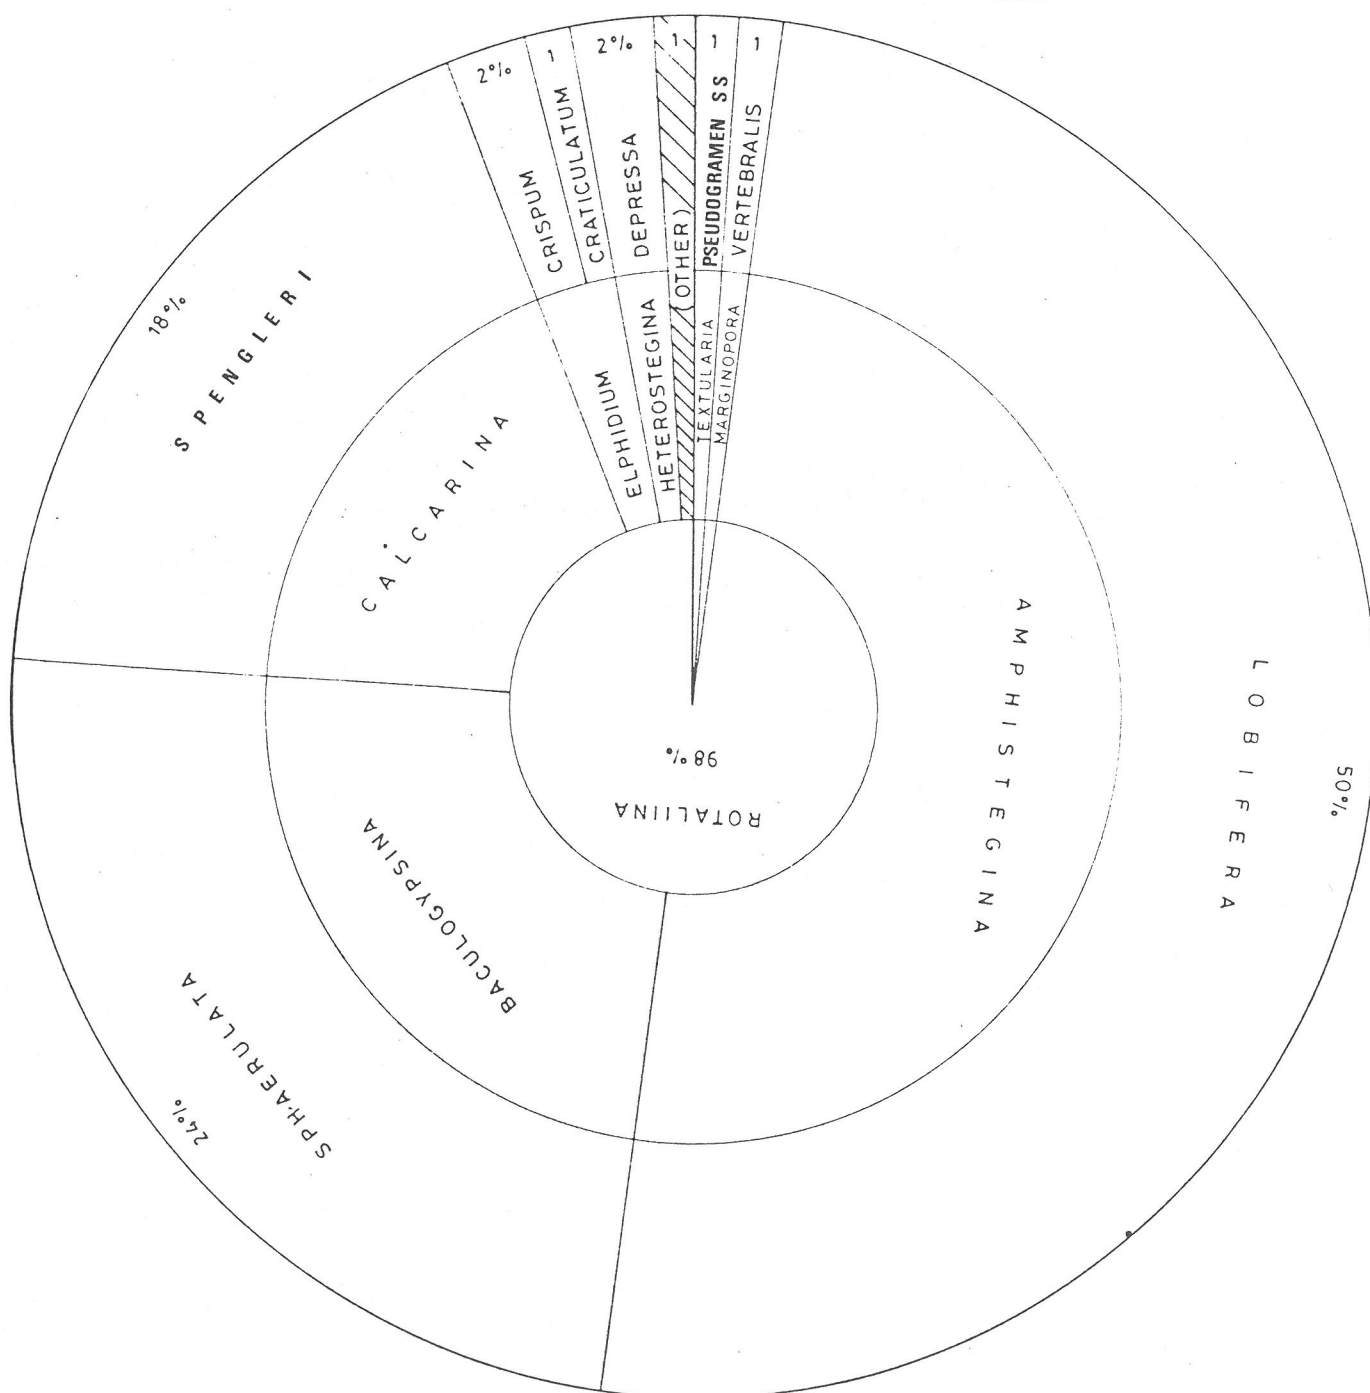 2%
1
2%
1
1
1
CRISPUM
CRATICULATUM
DEPRESSA
(OTHER)
PSEUDOGRAMEN SS
VERTEBRALIS
18%
SPENGLERI
CALCARINA
ELPHIDIUM
HETEROSTEGINA
TEXTULARIA
MARGINOPORA
AMPHISTEGINA
LOBIFERA
50%
98%
ROTALIINA
BACULOGYPSINA
SPHAERULATA
24%